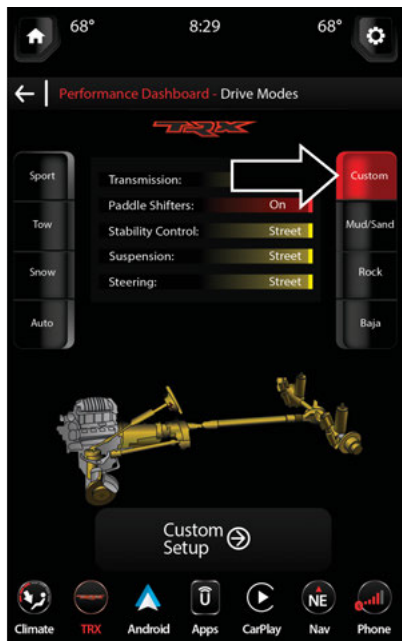 68°
8:29
68°
Performance Dashboard - Drive Modes
TRX
Sport
Tow
Snow
Auto
Transmission:
Paddle Shifters: On
Stability Control: Street
Suspension: Street
Steering: Street
Custom
Mud/Sand
Rock
Baja
Custom
Setup
NE
Climate TRX Android Apps CarPlay Nav Phone